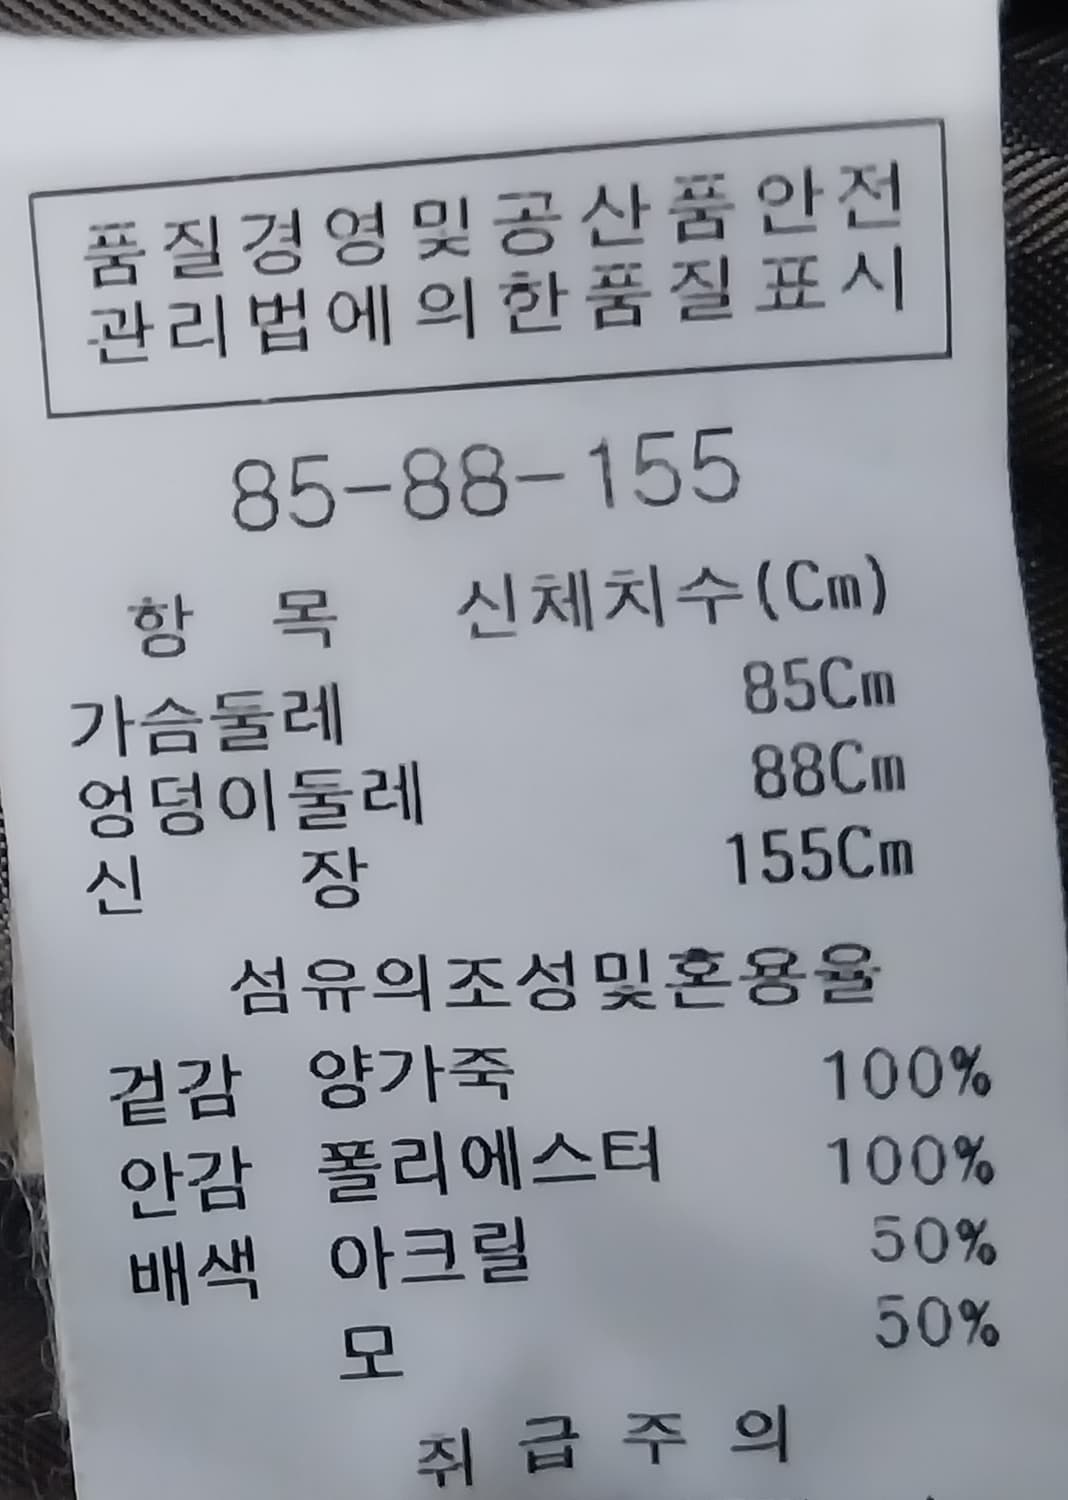 품질경영및공산품안전
관리법에의한품질표시
85-88-155
항 목 신체치수(Cm)
가슴둘레 85Cm
엉덩이둘레 88Cm
신 장 155Cm
섬유의조성및혼용율
겉감 양가죽 100%
안감 폴리에스터 100%
배색 아크릴 50%
모 50%
취급주의